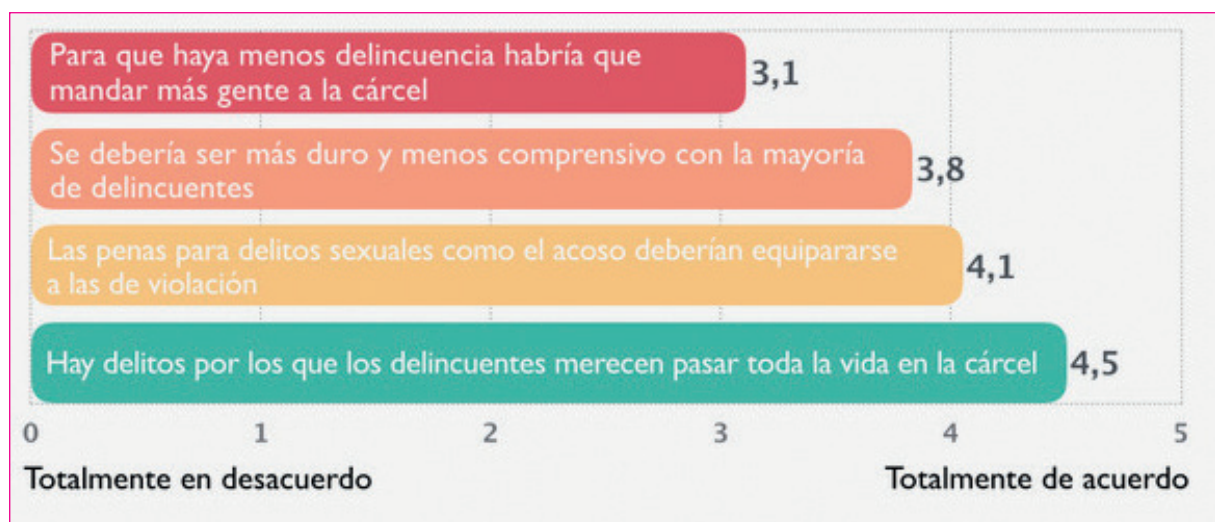 Para que haya menos delincuencia habría que
mandar más gente a la cárcel
3,1
Se debería ser más duro y menos comprensivo con la mayoría
de delincuentes
3,8
Las penas para delitos sexuales como el acoso deberían equipararse
a las de violación
4,1
Hay delitos por los que los delincuentes merecen pasar toda la vida en la cárcel
4,5
0 1 2 3 4 5
Totalmente en desacuerdo Totalmente de acuerdo